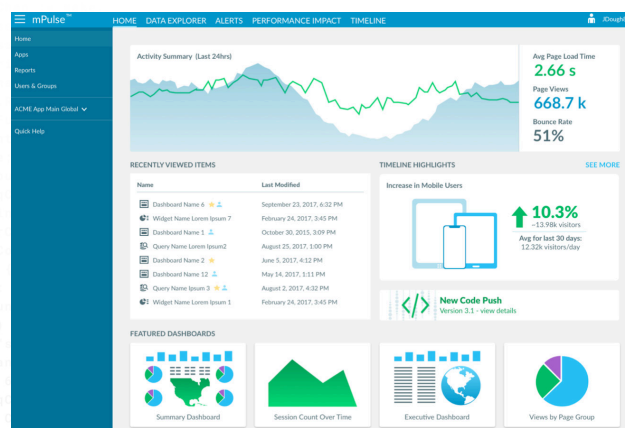 mPulse™
HOME DATA EXPLORER ALERTS PERFORMANCE IMPACT TIMELINE
Home
Apps
Reports
Users & Groups
ACME App Main Global
Quick Help
Activity Summary (Last 24hrs)
Avg Page Load Time
2.66 s
Page Views
668.7 k
Bounce Rate
51%
RECENTLY VIEWED ITEMS
Name Last Modified
Dashboard Name 6 September 23, 2017, 6:32 PM
Widget Name Lorem Ipsum 7 February 24, 2017, 3:45 PM
Dashboard Name 1 October 30, 2015, 3:09 PM
Query Name Lorem Ipsum2 August 25, 2017, 1:00 PM
Dashboard Name 2 June 5, 2017, 4:12 PM
Dashboard Name 12 May 14, 2017, 1:11 PM
Query Name Ipsum 3 August 2, 2017, 4:32 PM
Widget Name Lorem Ipsum 1 February 24, 2017, 3:45 PM
TIMELINE HIGHLIGHTS SEE MORE
Increase in Mobile Users
10.3%
~13.98k visitors
Avg for last 30 days:
12.32k visitors/day
</>
New Code Push
Version 3.1 - view details
FEATURED DASHBOARDS
Summary Dashboard
Session Count Over Time
Executive Dashboard
Views by Page Group